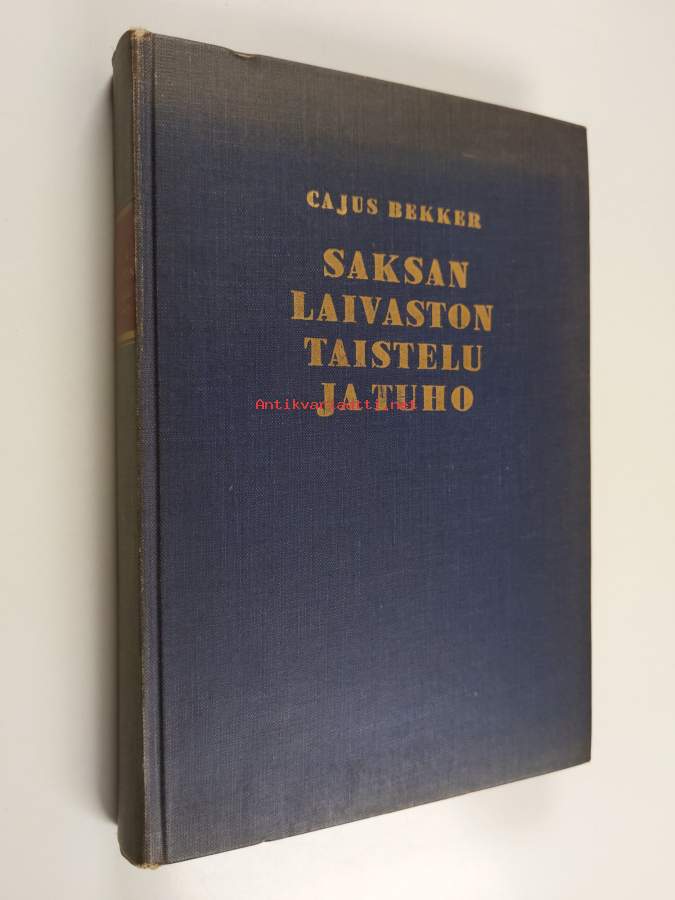 CAJUS BEKKER
SAKSAN
LAIVASTON
TAISTELU
JA TUHO
Antikvariaatti.net